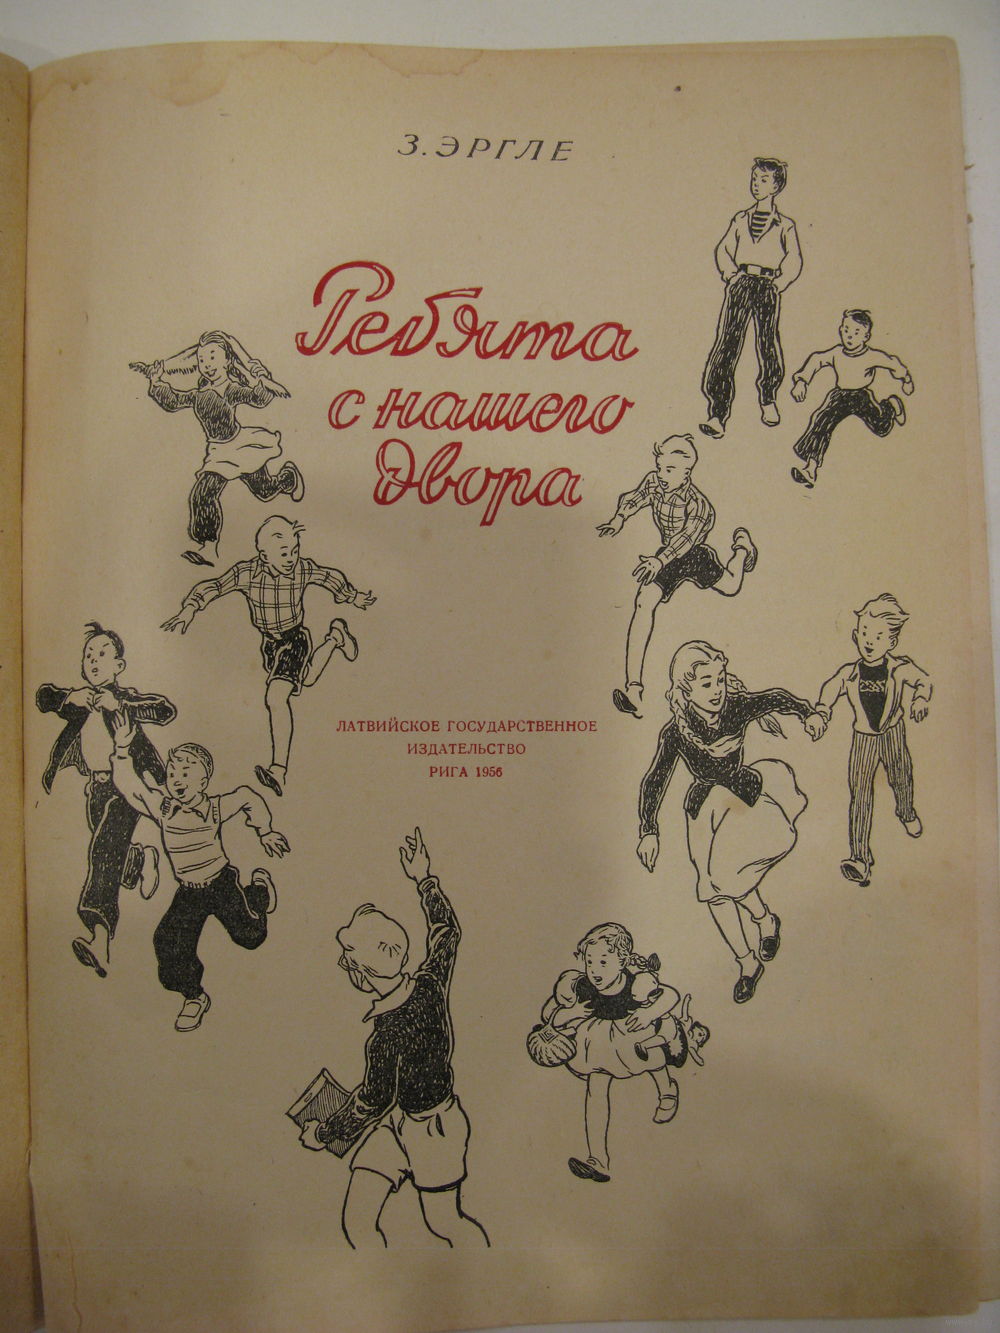 З. ЭРГЛЕ
Ребята
с нашего
двора
ЛАТВИЙСКОЕ ГОСУДАРСТВЕННОЕ
ИЗДАТЕЛЬСТВО
РИГА 1956